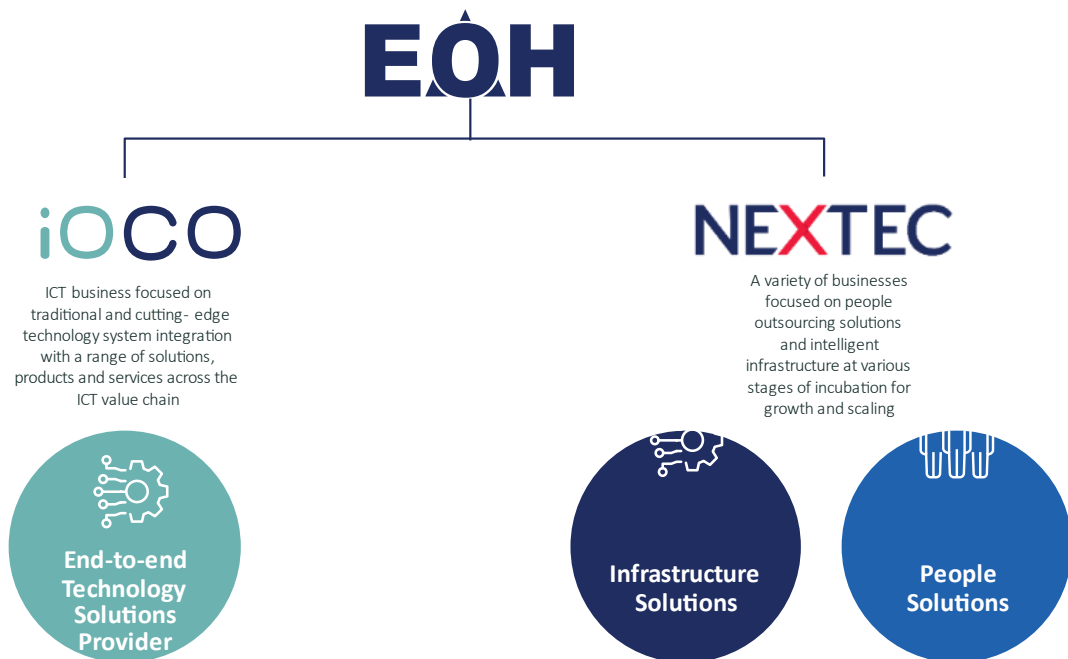 EOH
iOCO
NEXTEC
ICT business focused on
traditional and cutting- edge
technology system integration
with a range of solutions,
products and services across the
ICT value chain
A variety of businesses
focused on people
outsourcing solutions
and intelligent
infrastructure at various
stages of incubation for
growth and scaling
End-to-end
Technology
Solutions
Provider
Infrastructure
Solutions
People
Solutions